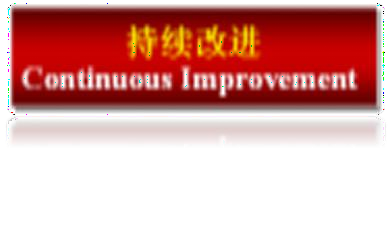 持续改进
Continuous Improvement